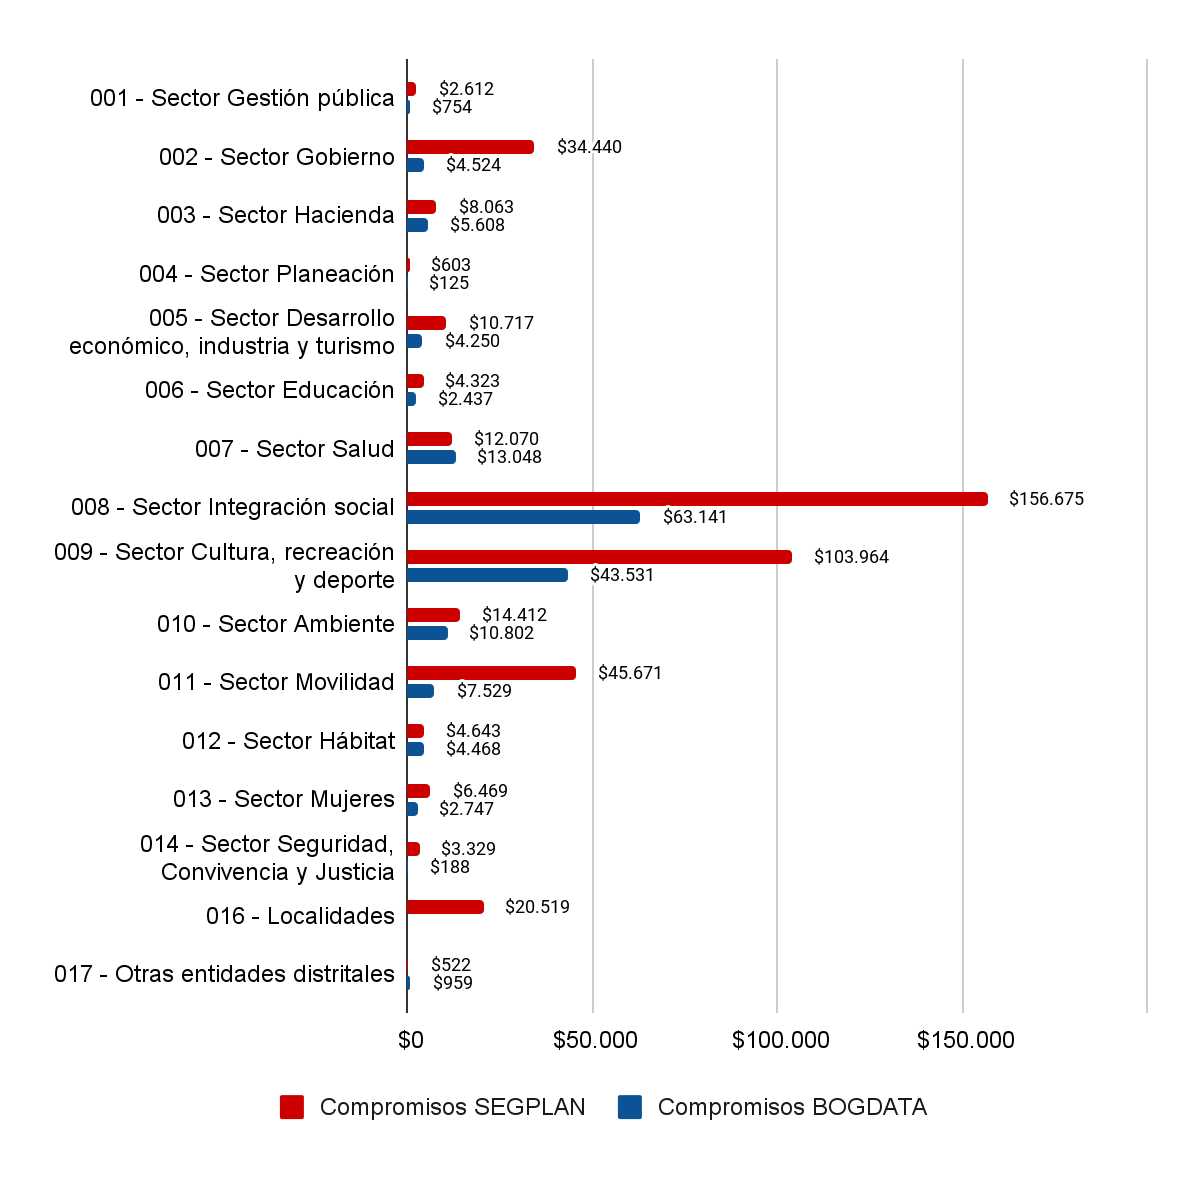 001 - Sector Gestión pública
$2.612
$754
002 - Sector Gobierno
$34.440
$4.524
003 - Sector Hacienda
$8.063
$5.608
004 - Sector Planeación
$603
$125
005 - Sector Desarrollo
económico, industria y turismo
$10.717
$4.250
006 - Sector Educación
$4.323
$2.437
007 - Sector Salud
$12.070
$13.048
008 - Sector Integración social
$156.675
$63.141
009 - Sector Cultura, recreación
y deporte
$103.964
$43.531
010 - Sector Ambiente
$14.412
$10.802
011 - Sector Movilidad
$45.671
$7.529
012 - Sector Hábitat
$4.643
$4.468
013 - Sector Mujeres
$6.469
$2.747
014 - Sector Seguridad,
Convivencia y Justicia
$3.329
$188
016 - Localidades
$20.519
017 - Otras entidades distritales
$522
$959
$0 $50.000 $100.000 $150.000
Compromisos SEGPLAN Compromisos BOGDATA